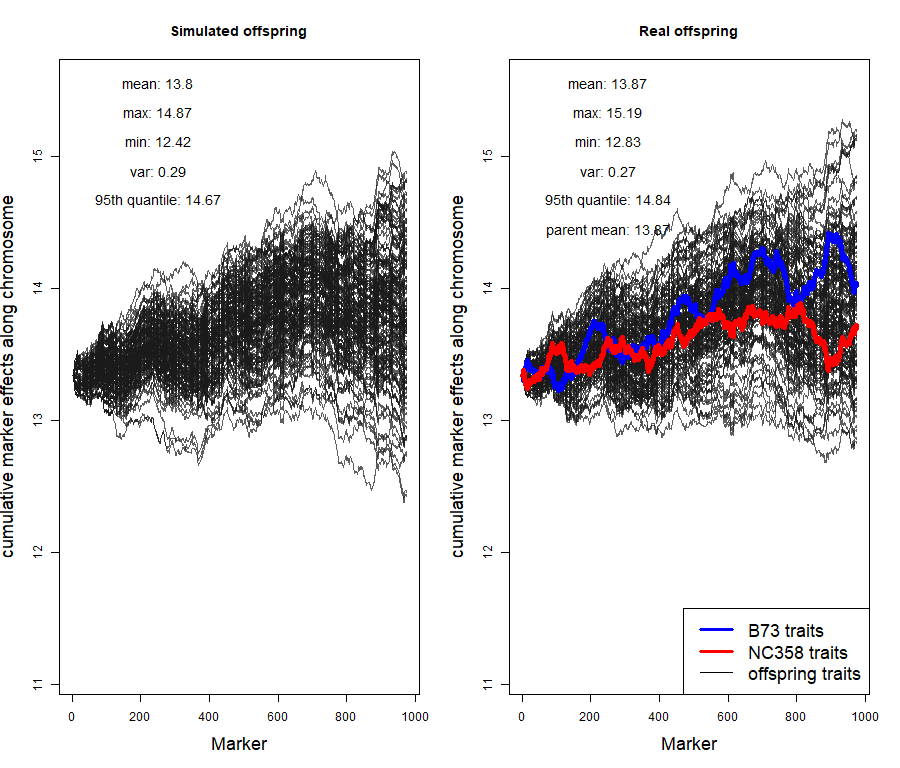 Simulated offspring
mean: 13.8
max: 14.87
min: 12.42
var: 0.29
95th quantile: 14.67
cumulative marker effects along chromosome
15
14
13
12
11
0 200 400 600 800 1000
Marker
Real offspring
mean: 13.87
max: 15.19
min: 12.83
var: 0.27
95th quantile: 14.84
parent mean: 13.87
cumulative marker effects along chromosome
15
14
13
12
11
B73 traits
NC358 traits
offspring traits
0 200 400 600 800 1000
Marker